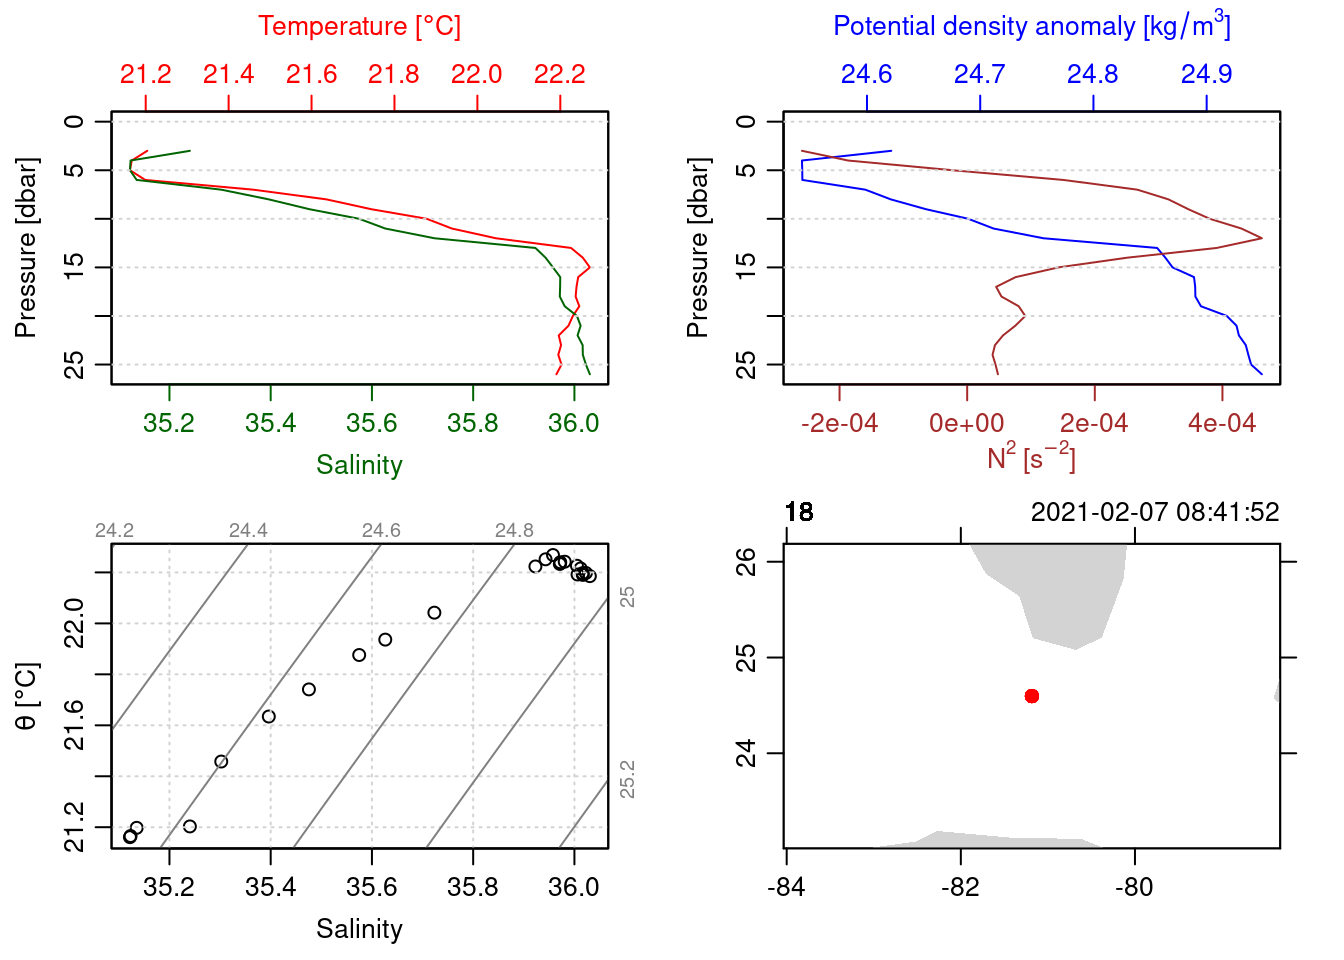 Temperature [°C]
21.2 21.4 21.6 21.8 22.0 22.2
Pressure [dbar]
0
5
15
25
35.2 35.4 35.6 35.8 36.0
Salinity
Potential density anomaly [kg/m³]
24.6 24.7 24.8 24.9
Pressure [dbar]
0
5
15
25
-2e-04 0e+00 2e-04 4e-04
N² [s⁻²]
24.2 24.4 24.6 24.8
25
25.2
θ [°C]
22.0
21.6
21.2
35.2 35.4 35.6 35.8 36.0
Salinity
18 2021-02-07 08:41:52
26
25
24
-84 -82 -80